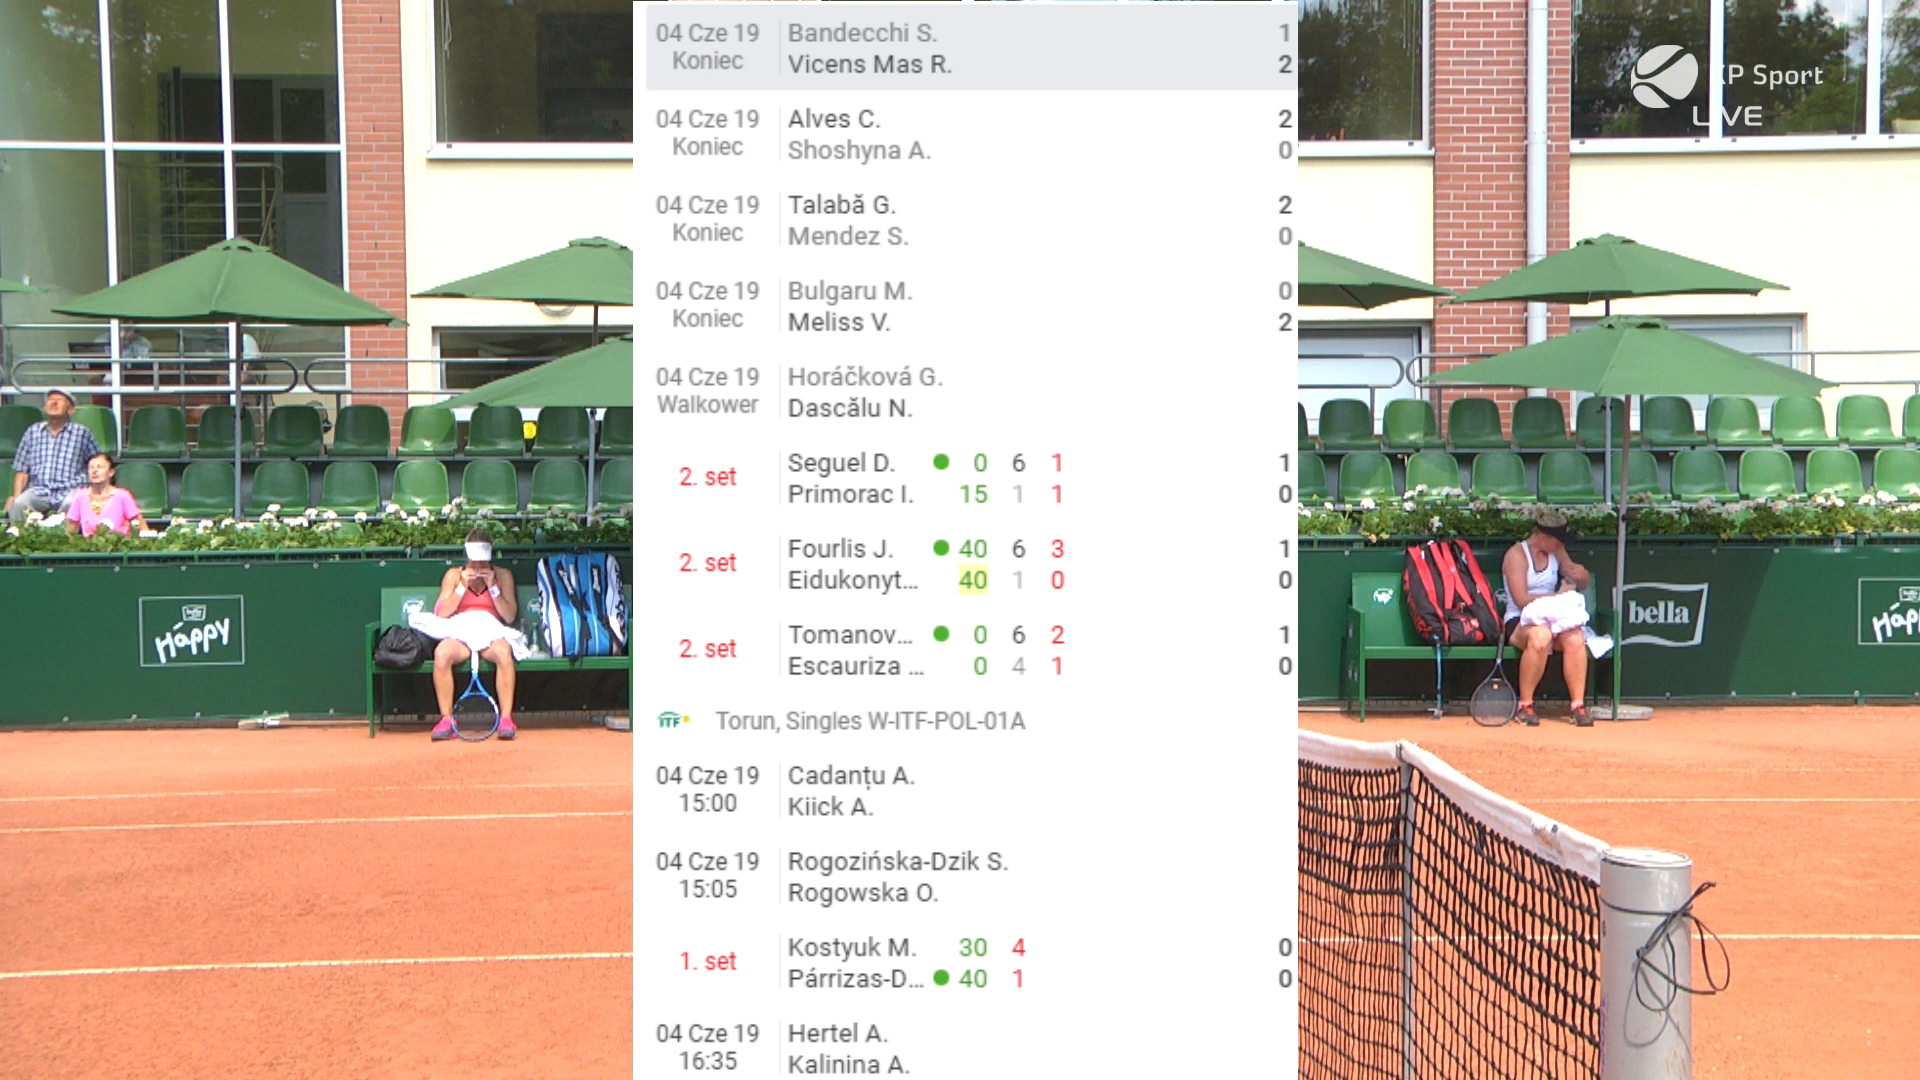 04 Cze 19 Bandecchi S. 1
Koniec Vicens Mas R. 2
04 Cze 19 Alves C. 2
Koniec Shoshyna A. 0
04 Cze 19 Talabă G. 2
Koniec Mendez S. 0
04 Cze 19 Bulgaru M. 0
Koniec Meliss V. 2
04 Cze 19 Horáčková G.
Walkower Dascălu N.
2. set
Seguel D. 0 6 1 1
Primorac I. 15 1 1 0
2. set
Fourlis J. 40 6 3 1
Eidukonyt... 40 1 0 0
2. set
Tomanov... 0 6 2 1
Escauriza ... 0 4 1 0
ITF Torun, Singles W-ITF-POL-01A
04 Cze 19 Cadanțu A.
15:00 Kiick A.
04 Cze 19 Rogozińska-Dzik S.
15:05 Rogowska O.
1. set
Kostyuk M. 30 4 0
Párrizas-D... 40 1 0
04 Cze 19 Hertel A.
16:35 Kalinina A.
KP Sport
LIVE
Happy
bella